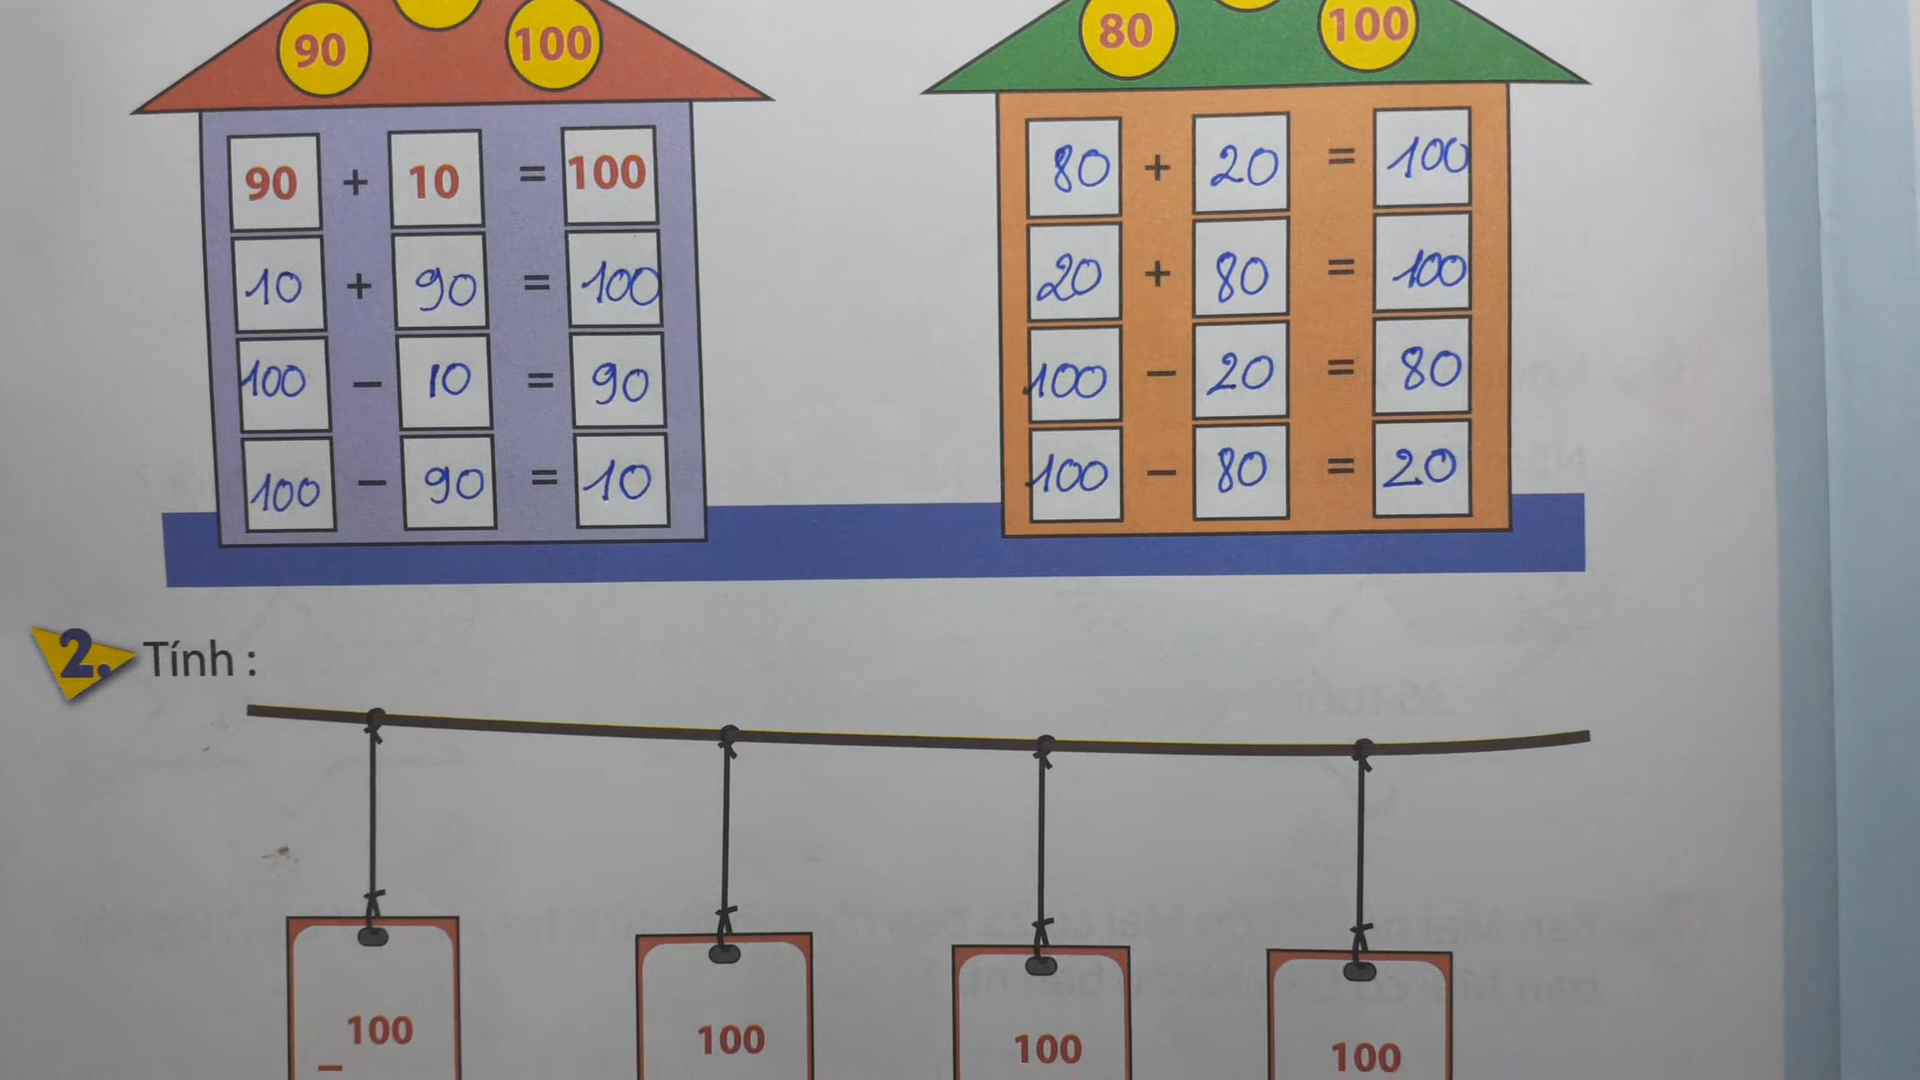 90 100
80 100
90 + 10 = 100
10 + 90 = 100
100 - 10 = 90
100 - 90 = 10
80 + 20 = 100
20 + 80 = 100
100 - 20 = 80
100 - 80 = 20
2. Tính :
100 100 100 100
-